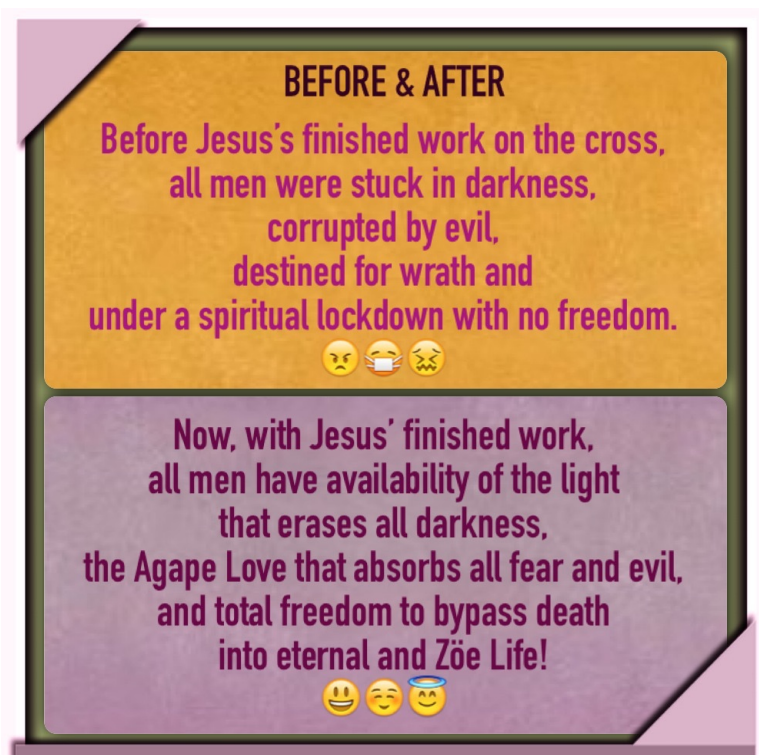 BEFORE & AFTER
Before Jesus's finished work on the cross,
all men were stuck in darkness,
corrupted by evil,
destined for wrath and
under a spiritual lockdown with no freedom.
😠😷😖
Now, with Jesus' finished work,
all men have availability of the light
that erases all darkness,
the Agape Love that absorbs all fear and evil,
and total freedom to bypass death
into eternal and Zöe Life!
😃☺️😇